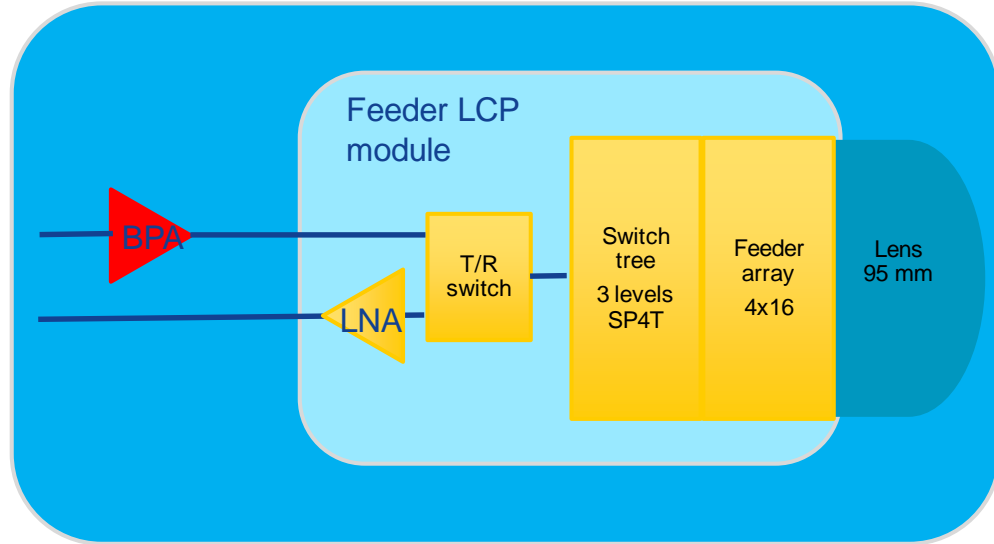 Feeder LCP
module
BPA
LNA
T/R
switch
Switch
tree
3 levels
SP4T
Feeder
array
4x16
Lens
95 mm